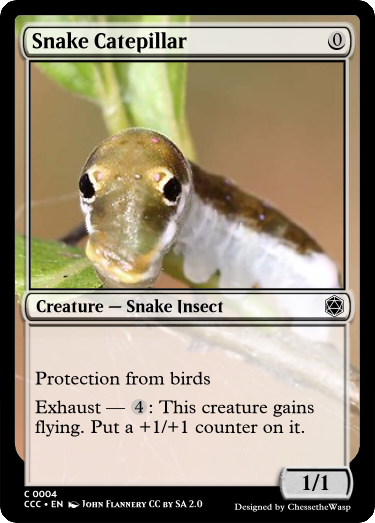 Snake Catepillar 0
Creature — Snake Insect
Protection from birds
Exhaust — 4: This creature gains
flying. Put a +1/+1 counter on it.
1/1
C 0004
CCC • EN John Flannery CC by SA 2.0
Designed by ChessetheWasp